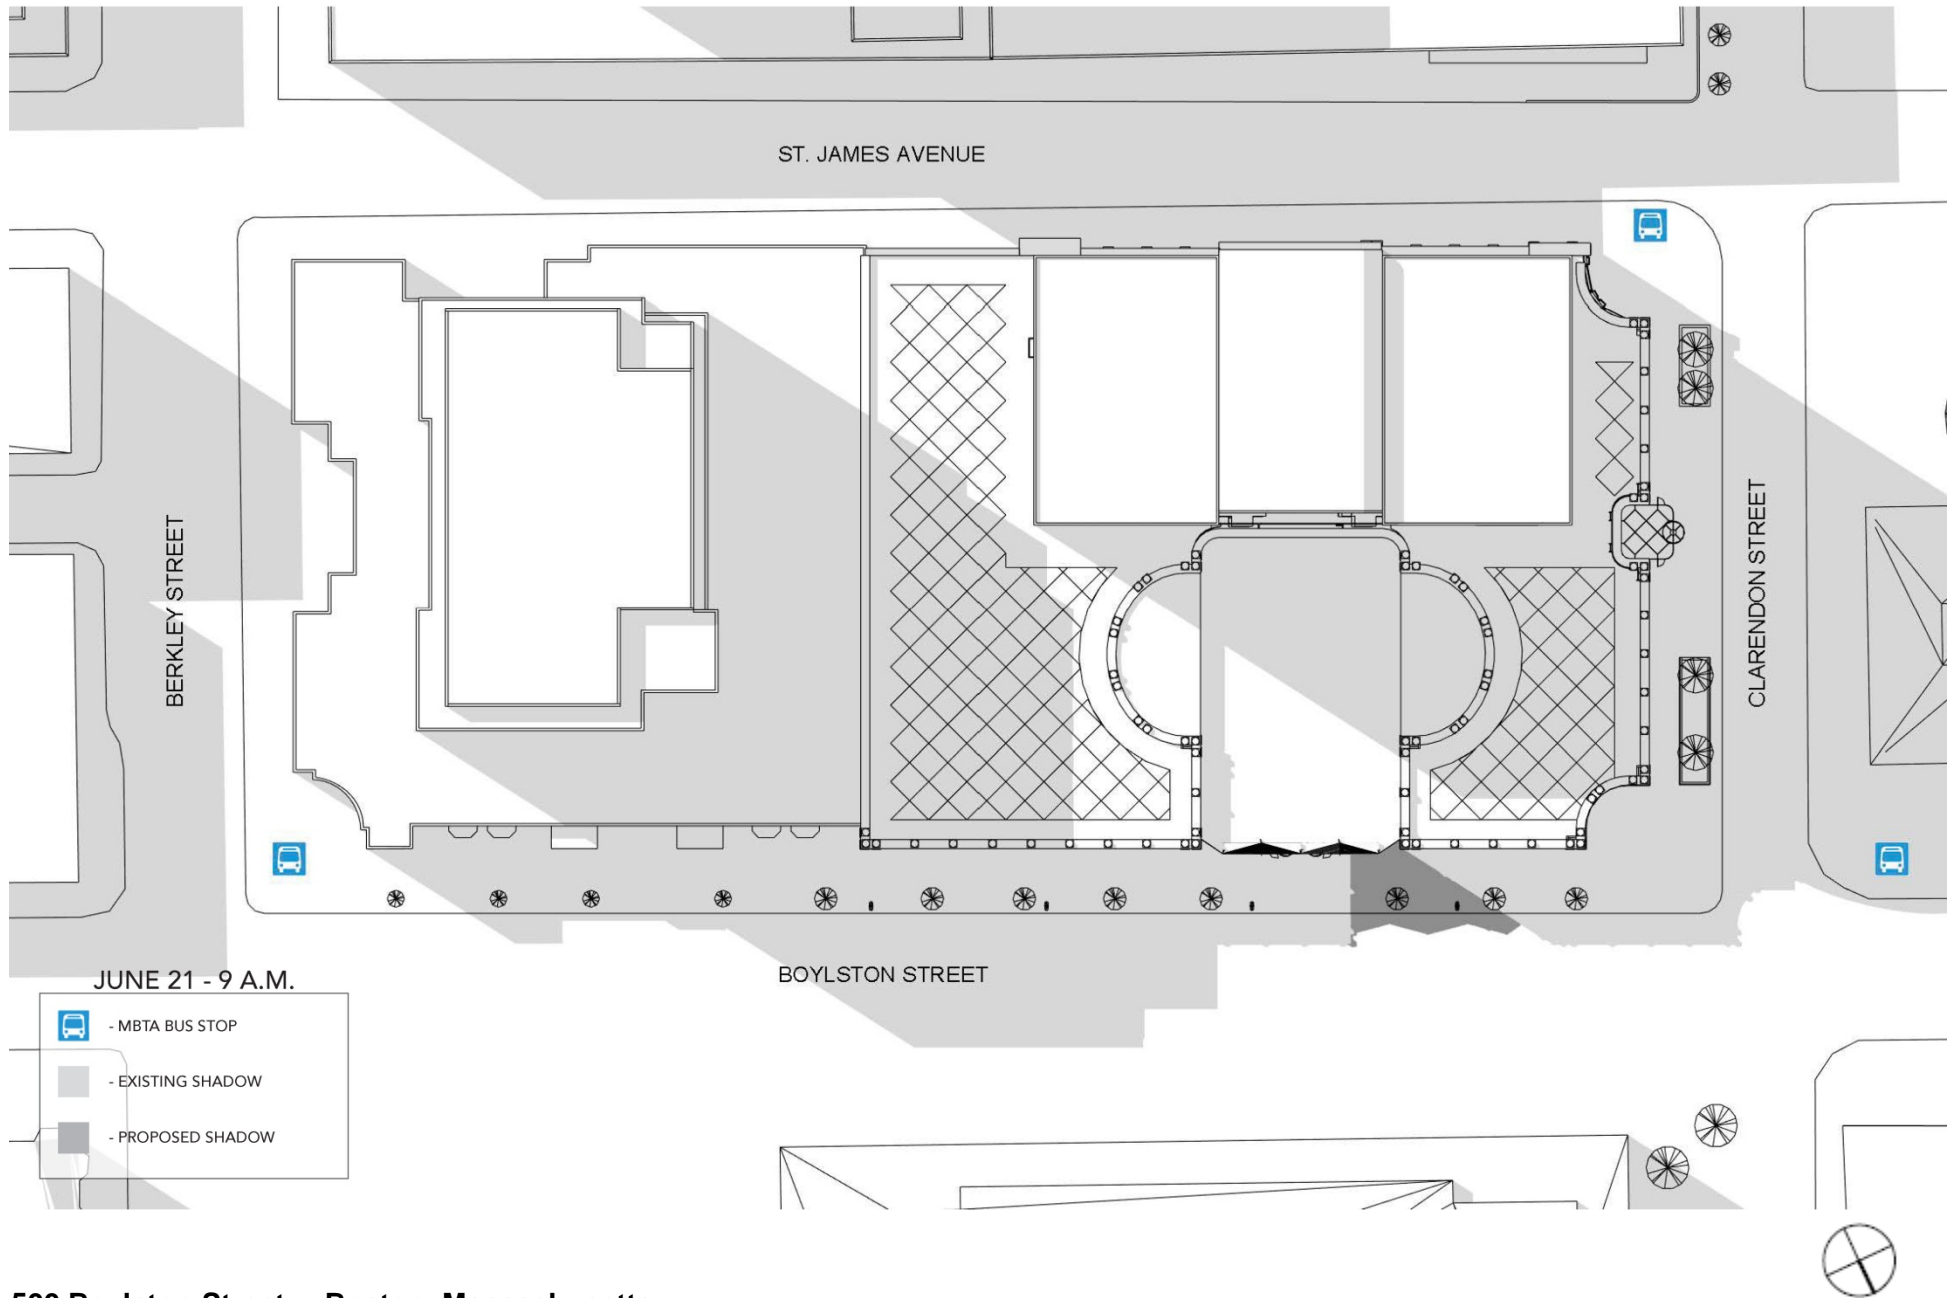 ST. JAMES AVENUE
BERKLEY STREET
CLARENDON STREET
BOYLSTON STREET
JUNE 21 - 9 A.M.
- MBTA BUS STOP
- EXISTING SHADOW
- PROPOSED SHADOW